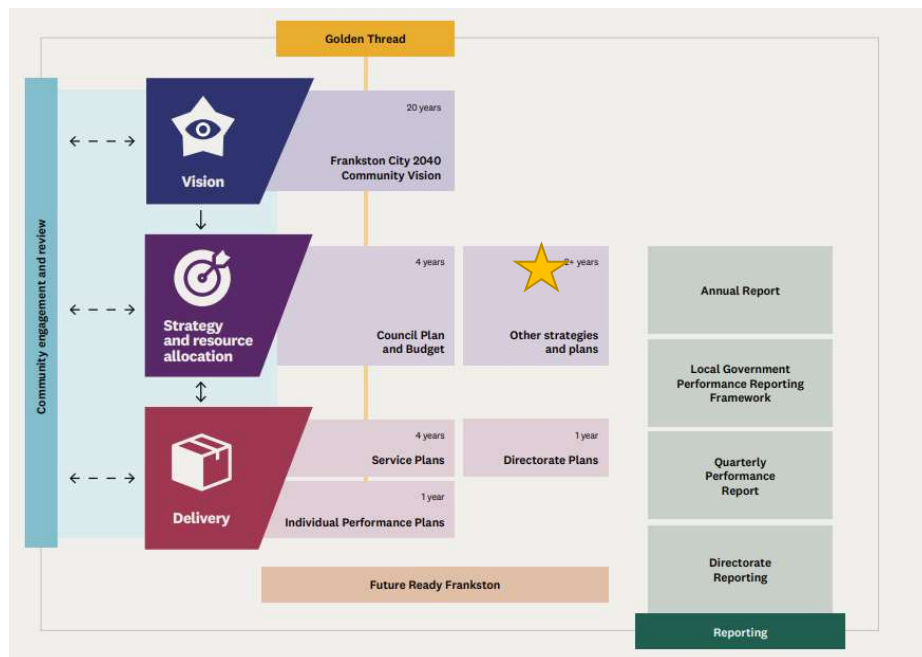 Golden Thread
Community engagement and review
Vision
20 years
Frankston City 2040
Community Vision
Strategy
and resource
allocation
4 years
Council Plan
and Budget
years
Other strategies
and plans
Delivery
4 years
Service Plans
1 year
Directorate Plans
1 year
Individual Performance Plans
Future Ready Frankston
Annual Report
Local Government
Performance Reporting
Framework
Quarterly
Performance
Report
Directorate
Reporting
Reporting